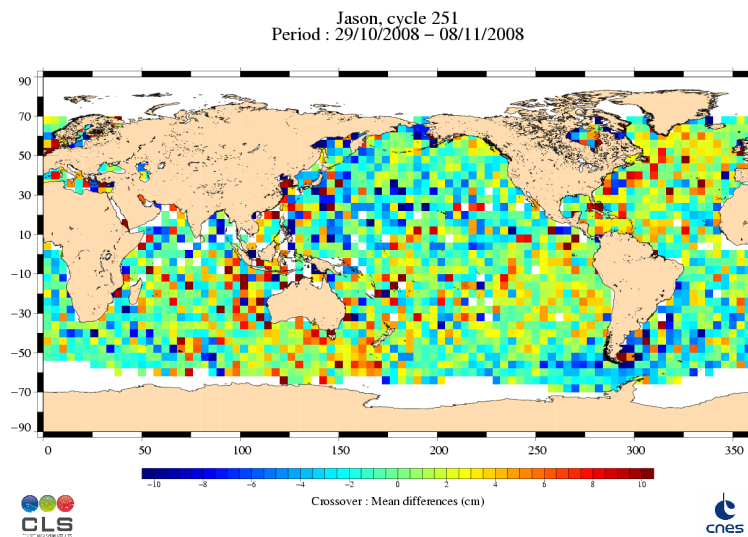 Jason, cycle 251
Period : 29/10/2008 − 08/11/2008
90
70
50
30
10
−10
−30
−50
−70
−90
0 50 100 150 200 250 300 350
−10 −8 −6 −4 −2 0 2 4 6 8 10
Crossover : Mean differences (cm)
CLS
cnes